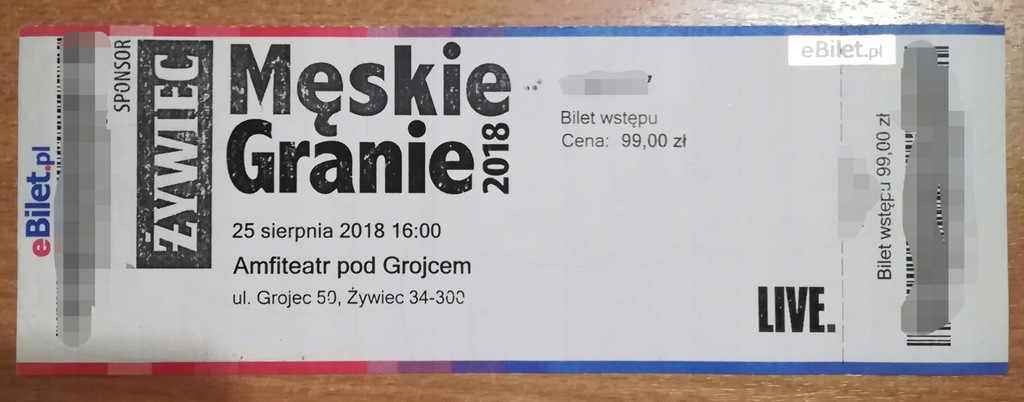 eBilet.pl
SPONSOR
ŻYWIEC
Męskie
Granie
2018
25 sierpnia 2018 16:00
Amfiteatr pod Grojcem
ul. Grojec 50, Żywiec 34-300
Bilet wstępu
Cena: 99,00 zł
eBilet.pl
LIVE.
Bilet wstępu 99,00 zł